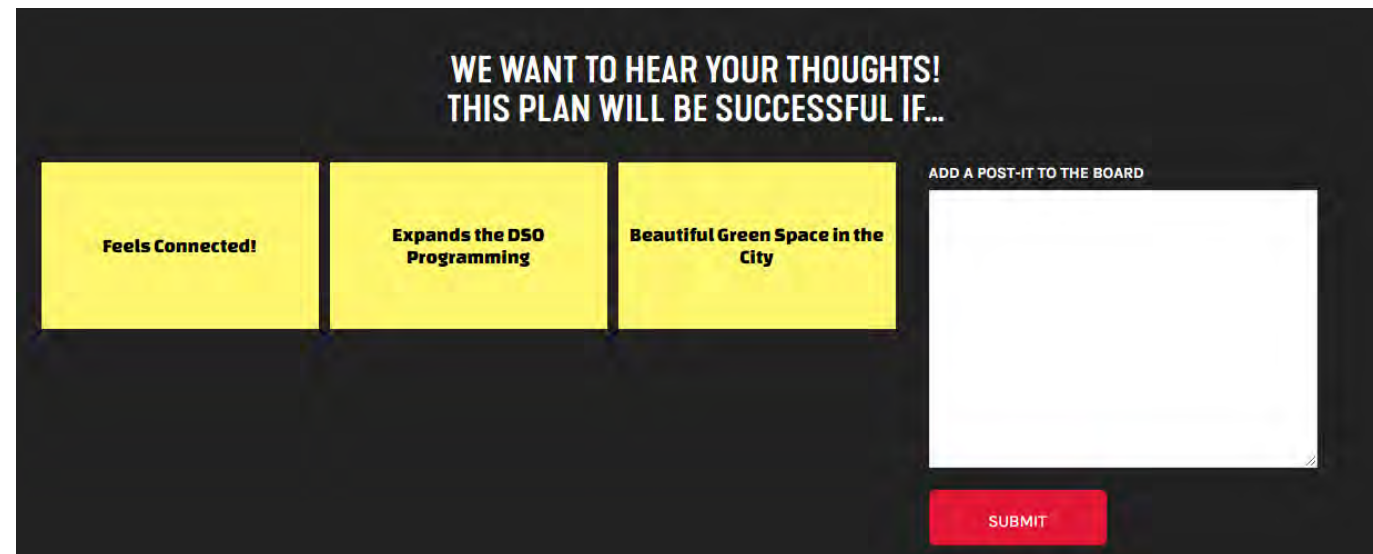 WE WANT TO HEAR YOUR THOUGHTS!
THIS PLAN WILL BE SUCCESSFUL IF...
Feels Connected!
Expands the DSO
Programming
Beautiful Green Space in the
City
ADD A POST-IT TO THE BOARD
SUBMIT